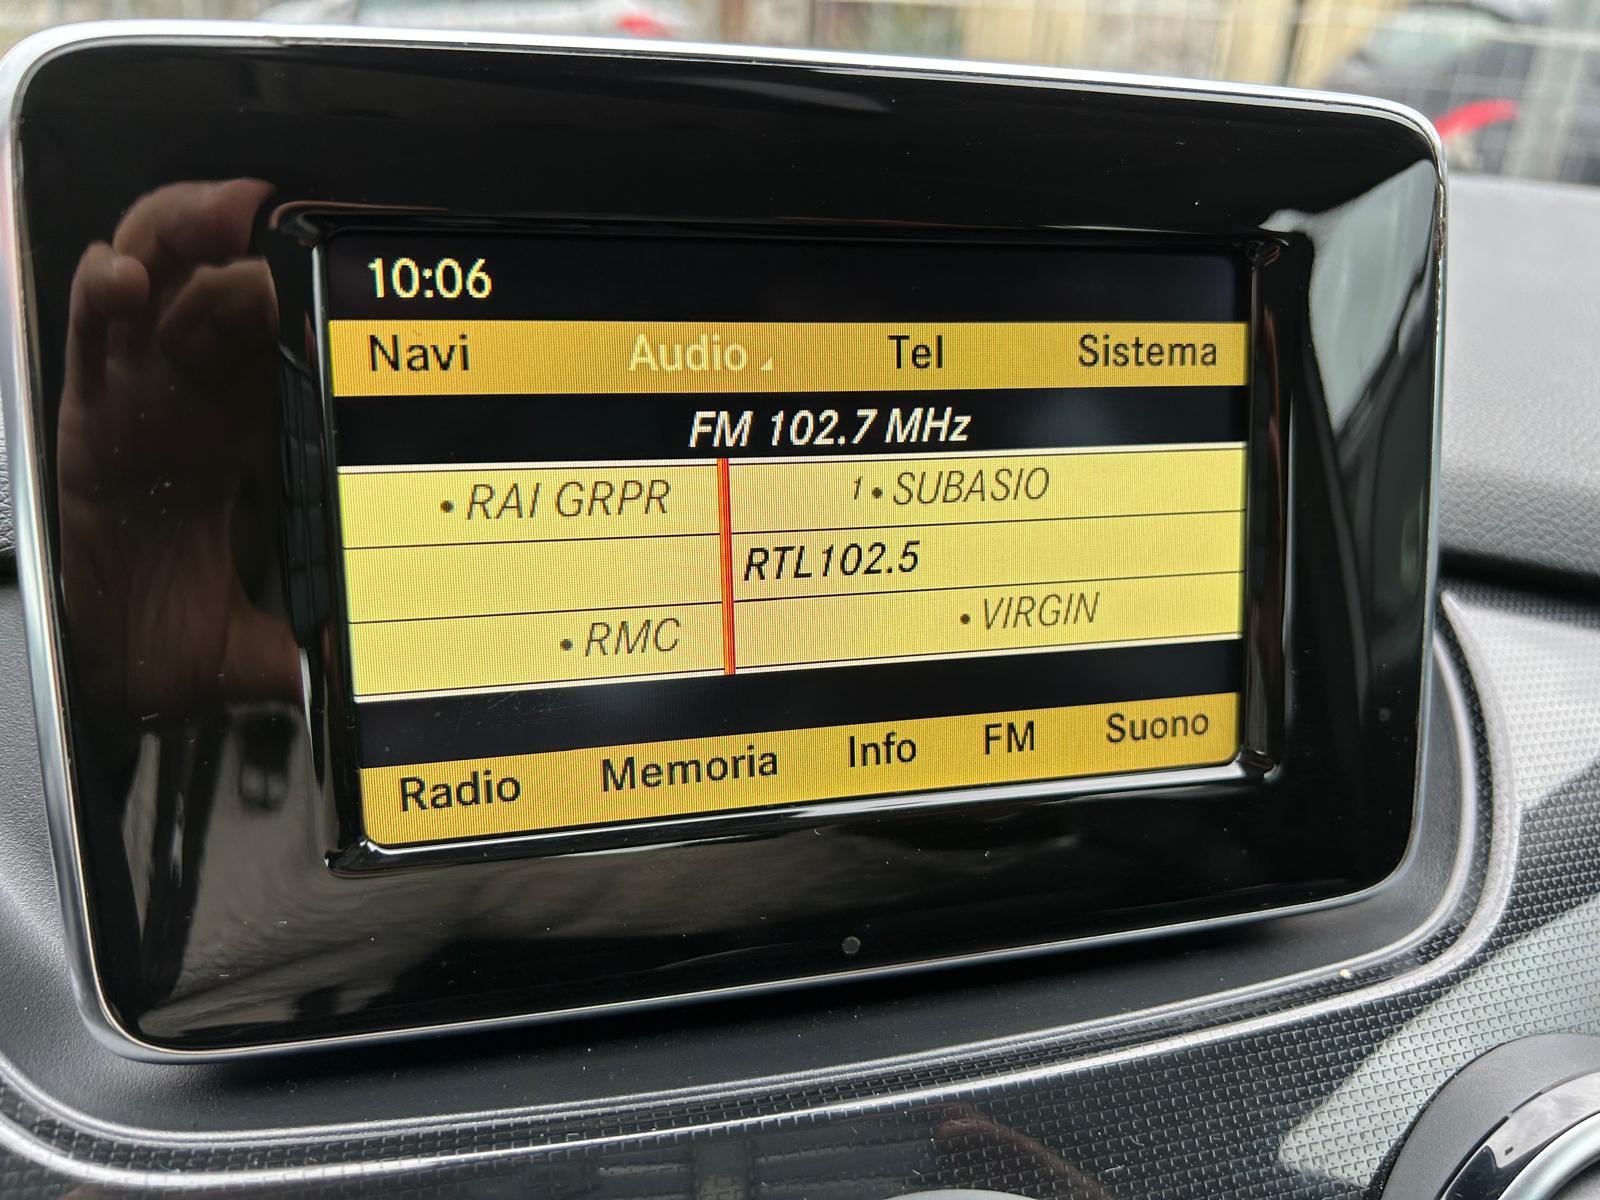 10:06
Navi Audio Tel Sistema
FM 102.7 MHz
•RAI GRPR 1•SUBASIO
RTL102.5
•RMC •VIRGIN
Radio Memoria Info FM Suono